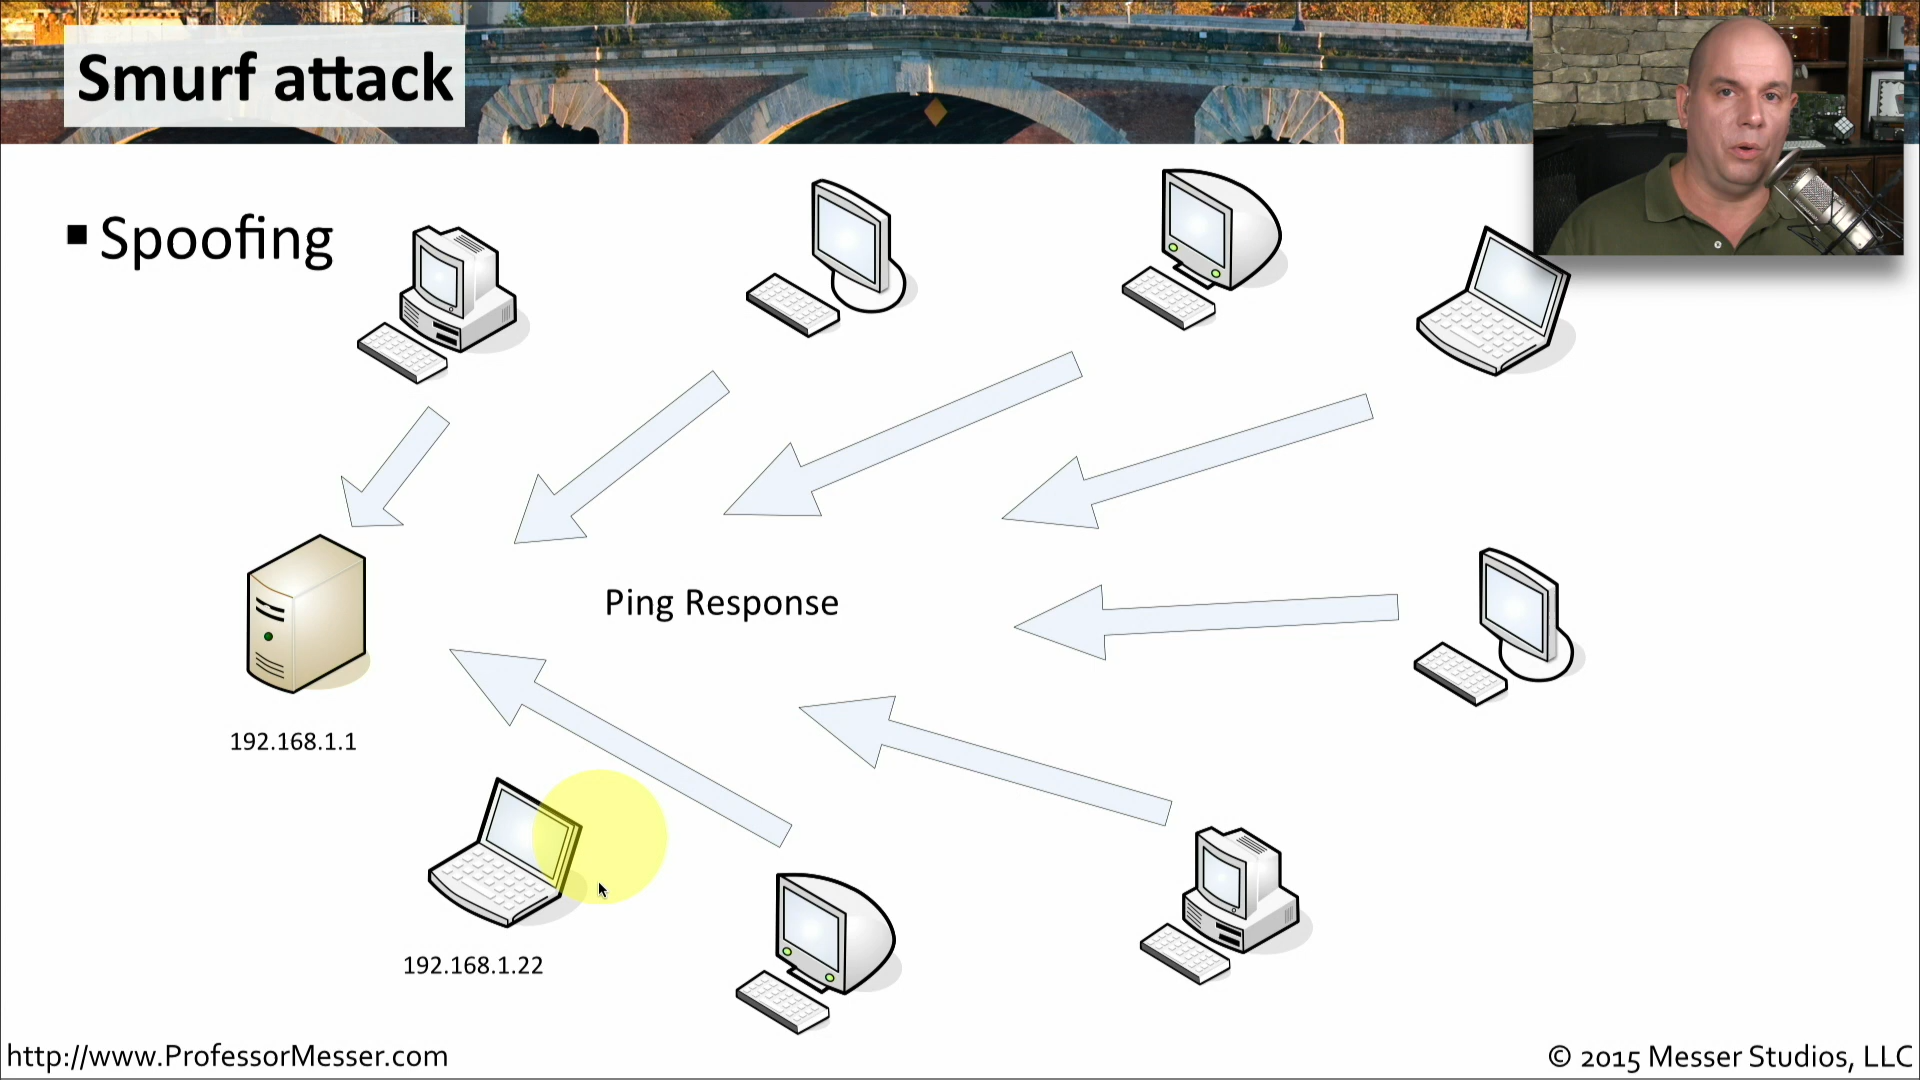 Smurf attack
▪ Spoofing
Ping Response
192.168.1.1
192.168.1.22
http://www.ProfessorMesser.com
© 2015 Messer Studios, LLC